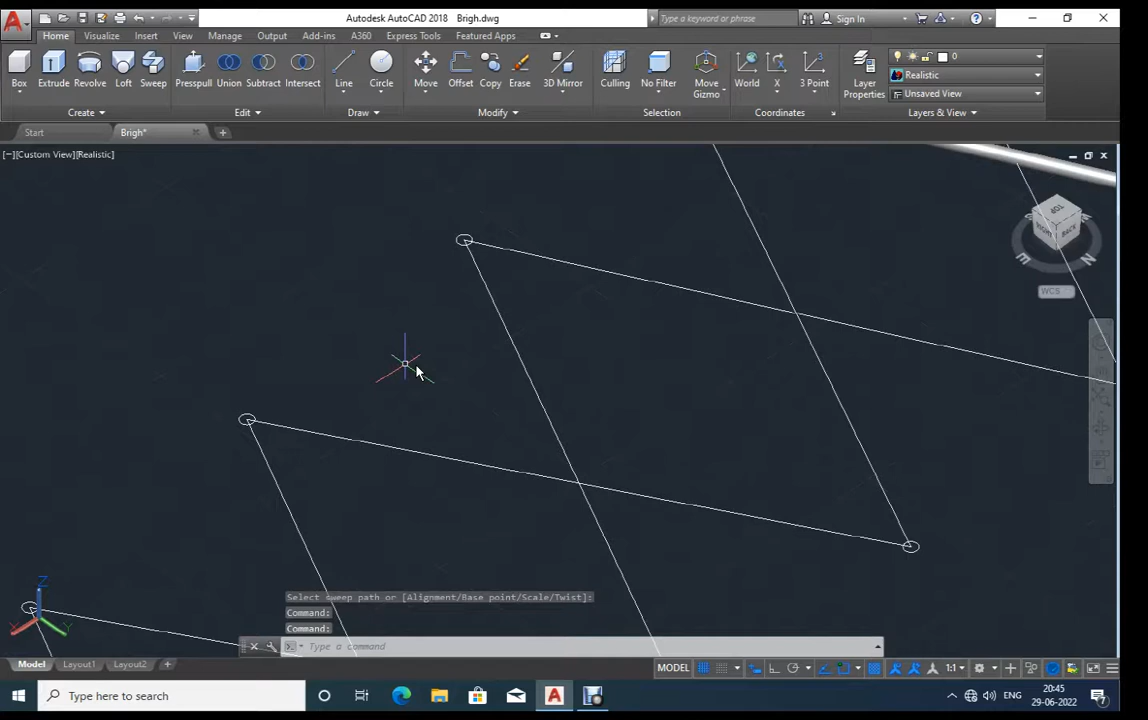 Autodesk AutoCAD 2018 Brigh.dwg
Type a keyword or phrase
Sign In
Home Visualize Insert View Manage Output Add-ins A360 Express Tools Featured Apps
Box Extrude Revolve Loft Sweep Presspull Union Subtract Intersect Line Circle Move Offset Copy Erase 3D Mirror Culling No Filter Move Gizmo World X 3 Point Layer Properties
0
Realistic
Unsaved View
Create Edit Draw Modify Selection Coordinates Layers & View
Start Brigh*
[−][Custom View][Realistic]
TOP
RIGHT BACK
E N
WCS
Select sweep path or [Alignment/Base point/Scale/Twist]:
Command:
Command:
Type a command
Z
X Y
Model Layout1 Layout2
MODEL 1:1
Type here to search
ENG
20:45
29-06-2022
7